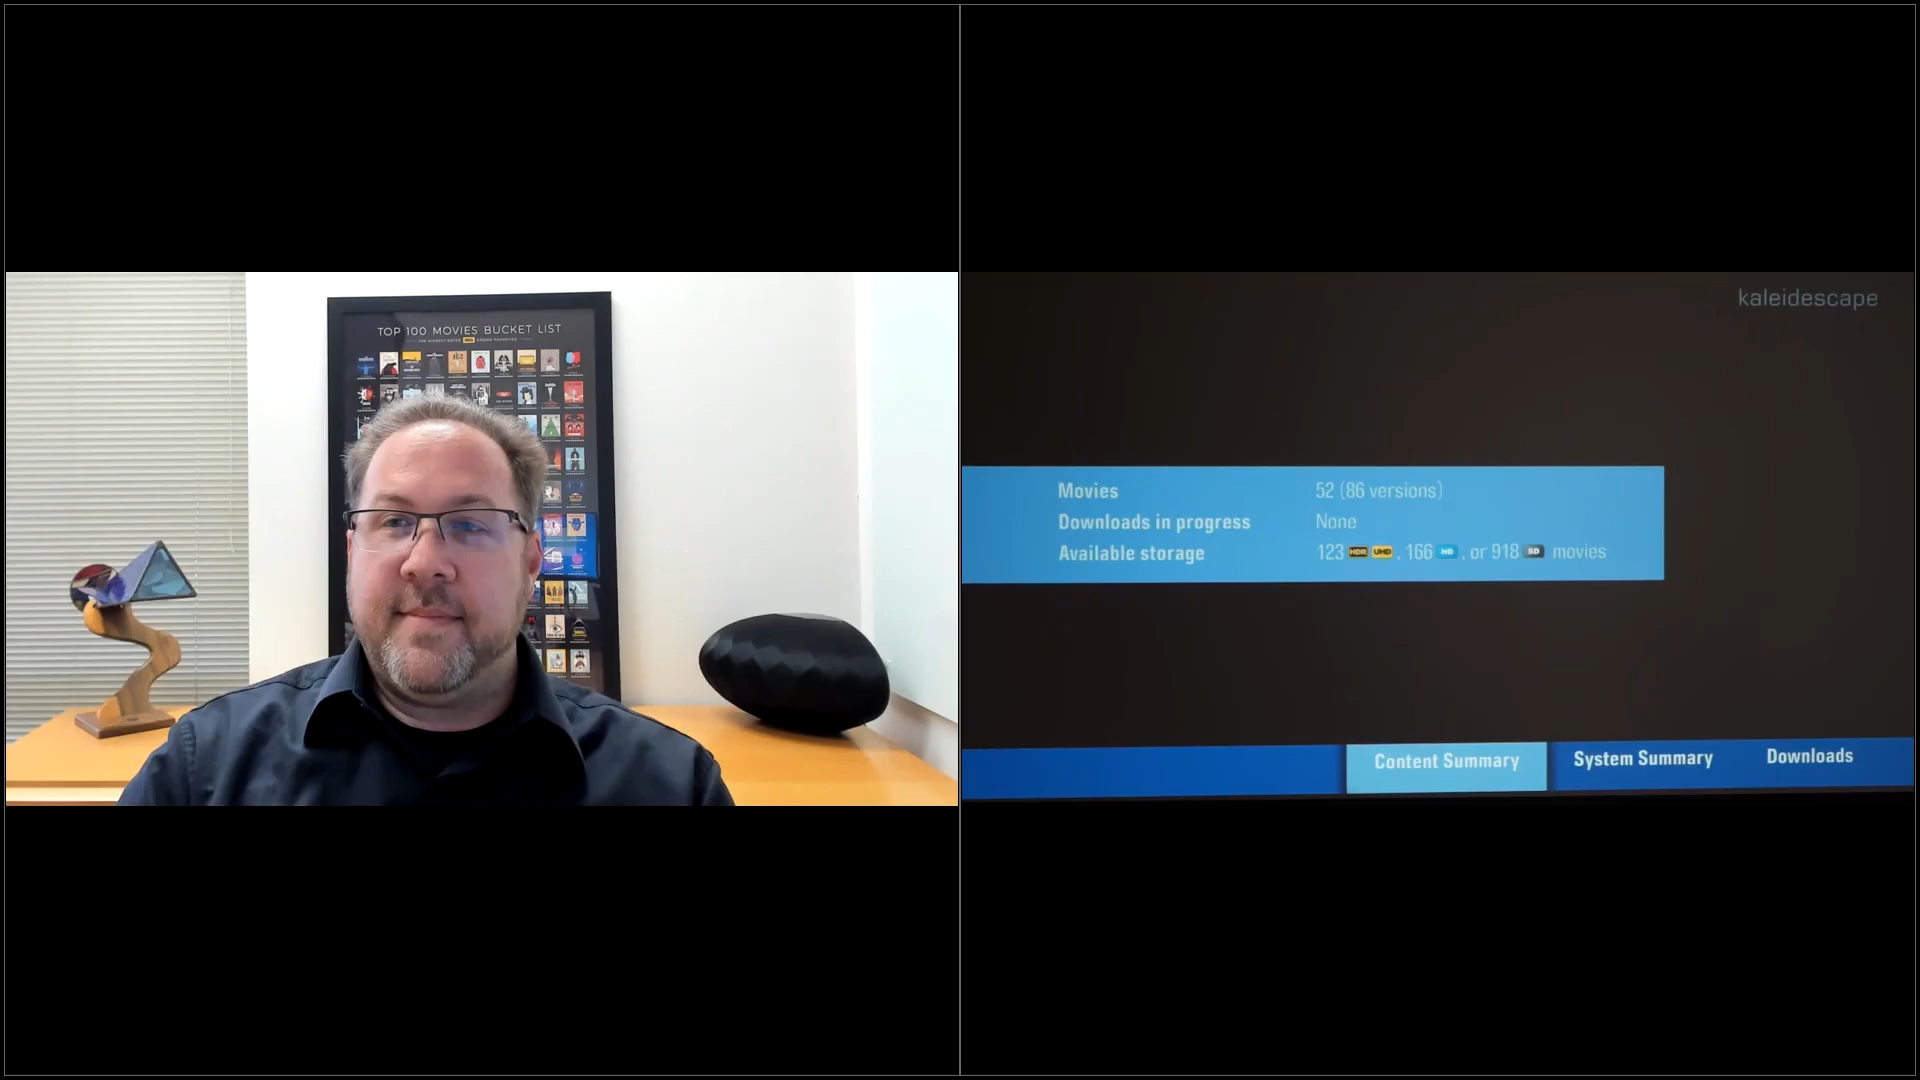 TOP 100 MOVIES BUCKET LIST
kaleidescape
Movies 52 (86 versions)
Downloads in progress None
Available storage 123 HDR UHD , 166 HD , or 918 SD movies
Content Summary System Summary Downloads